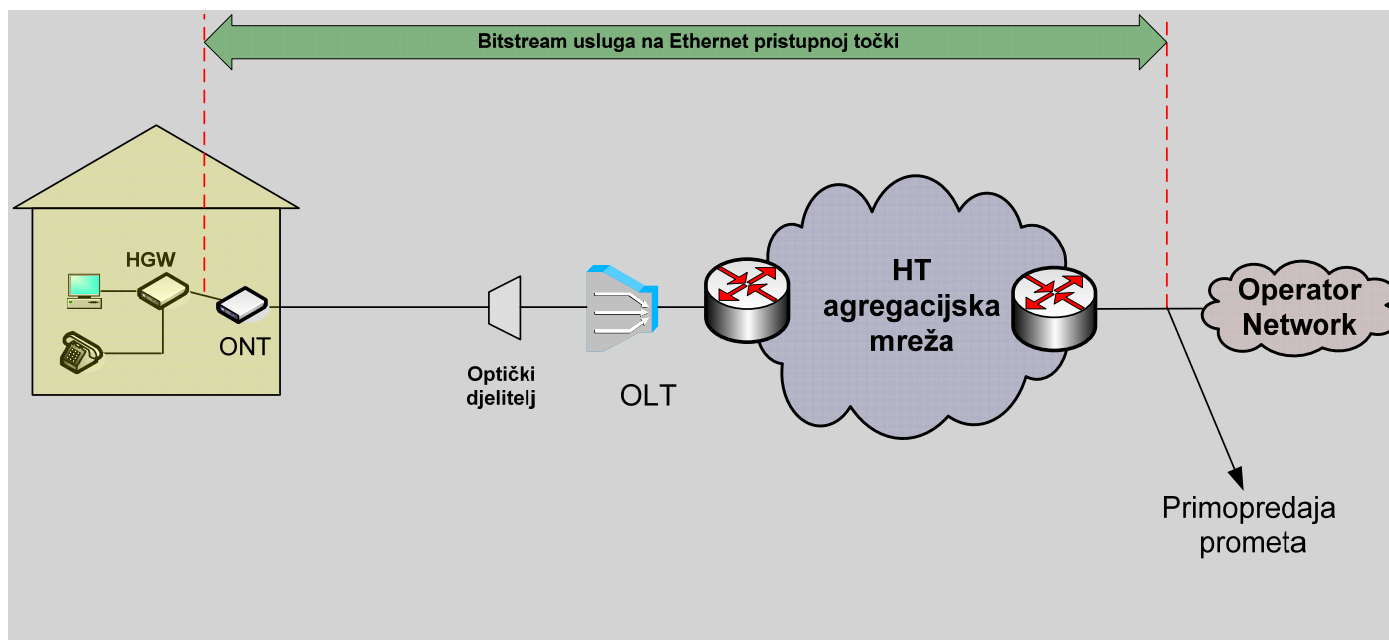 Bitstream usluga na Ethernet pristupnoj točki
HGW
ONT
Optički
djelitelj
OLT
HT
agregacijska
mreža
Operator
Network
Primopredaja
prometa